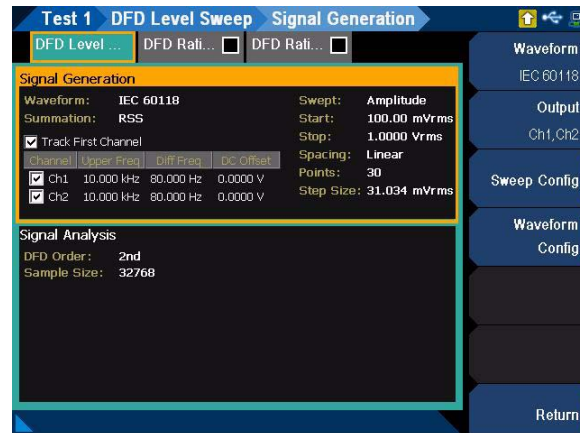 Test 1 DFD Level Sweep Signal Generation
DFD Level ... DFD Rati... DFD Rati...
Signal Generation
Waveform: IEC 60118
Summation: RSS
Track First Channel
Channel Upper Freq Diff Freq DC Offset
Ch1 10.000 kHz 80.000 Hz 0.0000 V
Ch2 10.000 kHz 80.000 Hz 0.0000 V
Swept: Amplitude
Start: 100.00 mVrms
Stop: 1.0000 Vrms
Spacing: Linear
Points: 30
Step Size: 31.034 mVrms
Signal Analysis
DFD Order: 2nd
Sample Size: 32768
Waveform
IEC 60118
Output
Ch1,Ch2
Sweep Config
Waveform
Config
Return